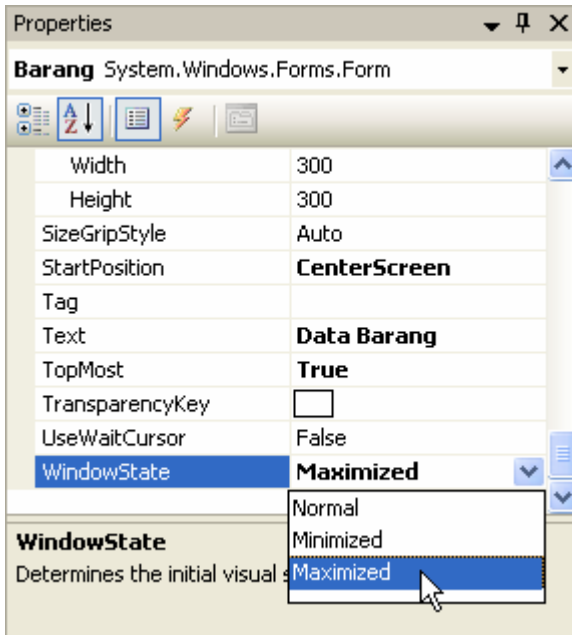 Properties
Barang System.Windows.Forms.Form
A
Z
Width 300
Height 300
SizeGripStyle Auto
StartPosition CenterScreen
Tag
Text Data Barang
TopMost True
TransparencyKey
UseWaitCursor False
WindowState Maximized
Normal
Minimized
Maximized
WindowState
Determines the initial visual